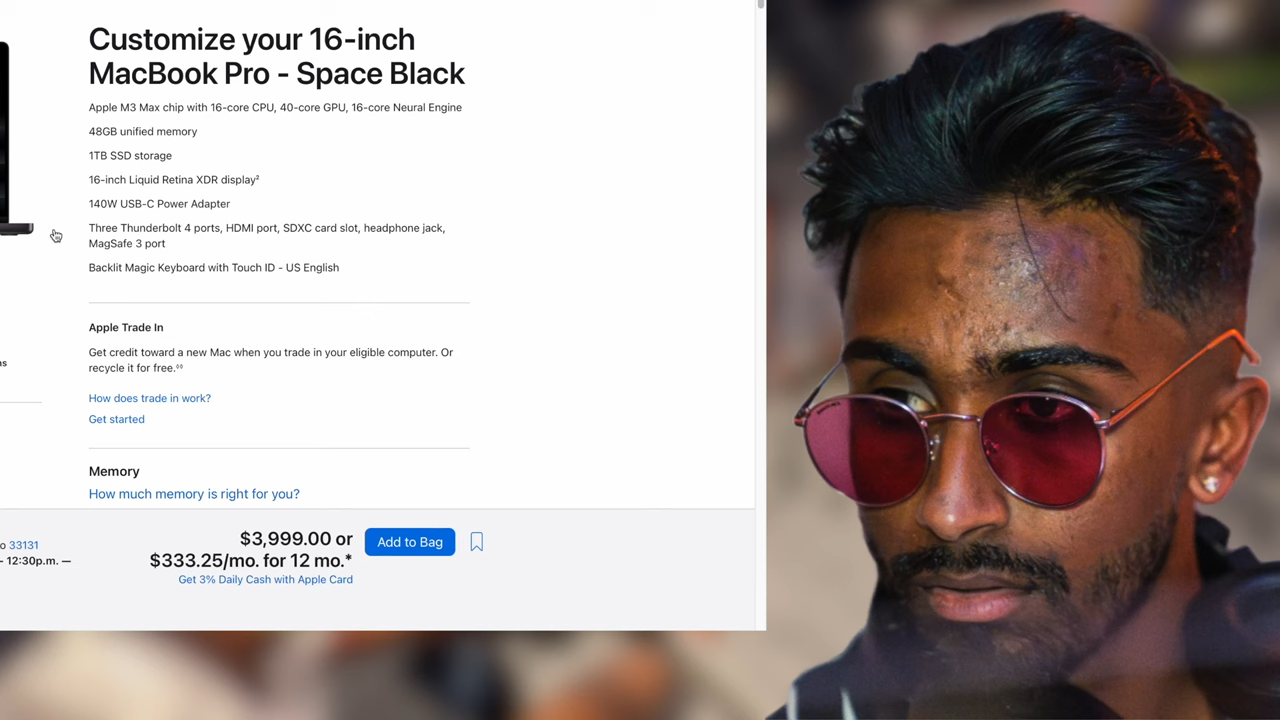 Customize your 16-inch
MacBook Pro - Space Black
Apple M3 Max chip with 16-core CPU, 40-core GPU, 16-core Neural Engine
48GB unified memory
1TB SSD storage
16-inch Liquid Retina XDR display²
140W USB-C Power Adapter
Three Thunderbolt 4 ports, HDMI port, SDXC card slot, headphone jack,
MagSafe 3 port
Backlit Magic Keyboard with Touch ID - US English
Apple Trade In
Get credit toward a new Mac when you trade in your eligible computer. Or
recycle it for free.◊◊
How does trade in work?
Get started
Memory
How much memory is right for you?
33131
12:30p.m. —
$3,999.00 or
$333.25/mo. for 12 mo.*
Get 3% Daily Cash with Apple Card
Add to Bag